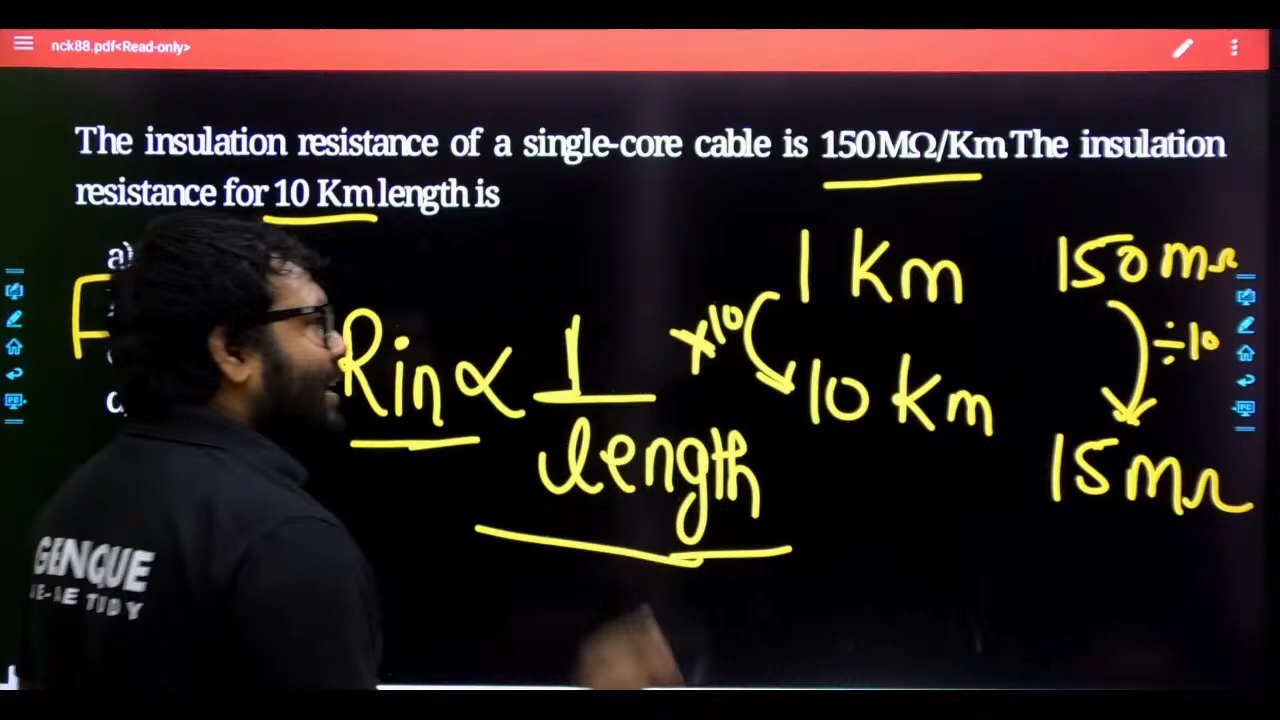 nck88.pdf<Read-only>
The insulation resistance of a single-core cable is 150MΩ/Km.The insulation
resistance for 10 Km length is
a)
1 Km 150 MΩ
Rin ∝ 1/length
×10
÷10
10 Km
15 MΩ
GENQUE